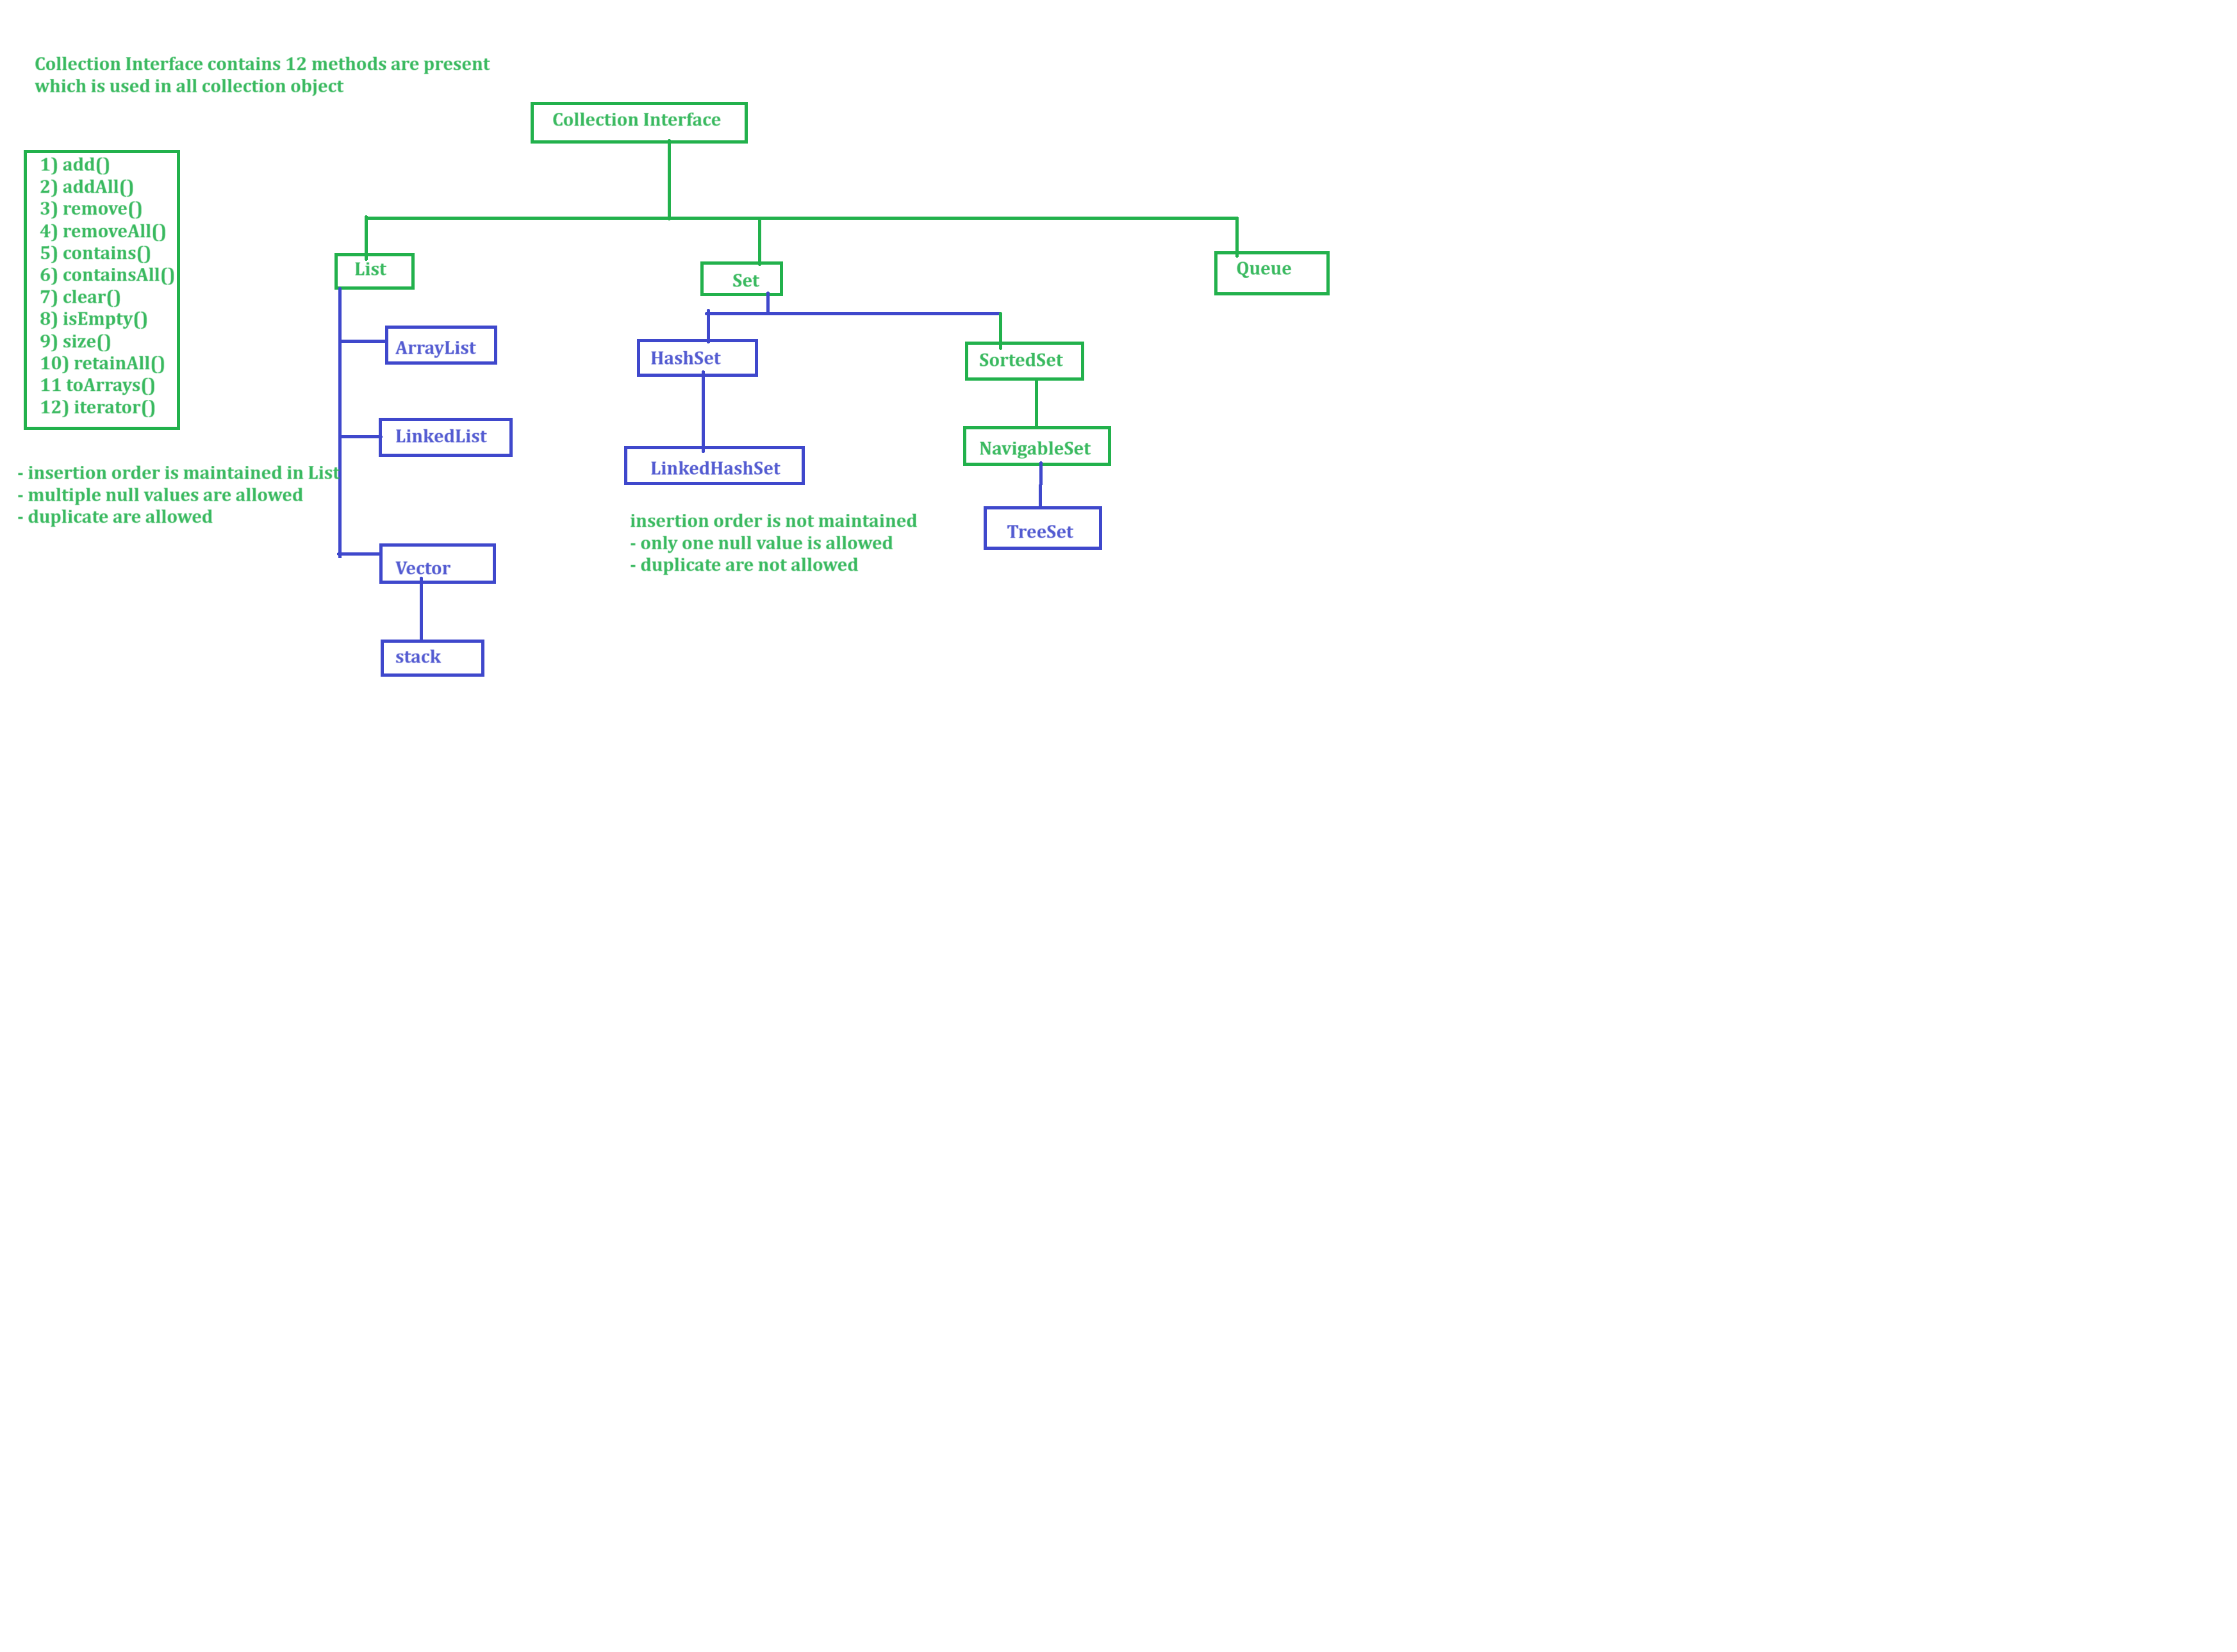 Collection Interface contains 12 methods are present
which is used in all collection object
Collection Interface
1) add()
2) addAll()
3) remove()
4) removeAll()
5) contains()
6) containsAll()
7) clear()
8) isEmpty()
9) size()
10) retainAll()
11 toArrays()
12) iterator()
- insertion order is maintained in List
- multiple null values are allowed
- duplicate are allowed
List
ArrayList
LinkedList
Vector
stack
Set
HashSet
LinkedHashSet
insertion order is not maintained
- only one null value is allowed
- duplicate are not allowed
SortedSet
NavigableSet
TreeSet
Queue